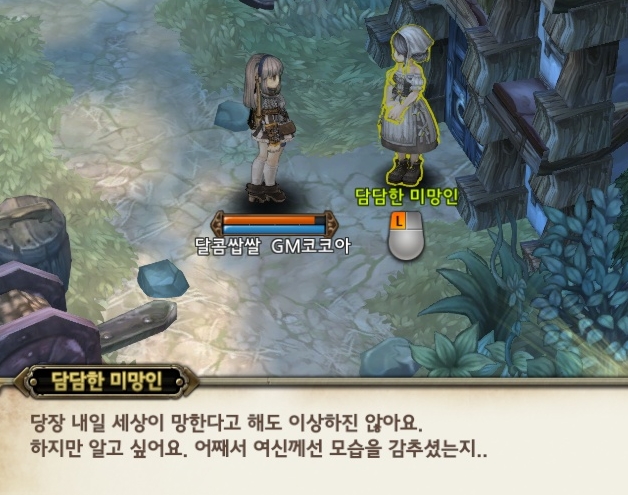 담담한 미망인
L
달콤쌉쌀 GM코코아
담담한 미망인
당장 내일 세상이 망한다고 해도 이상하진 않아요.
하지만 알고 싶어요. 어째서 여신께선 모습을 감추셨는지..